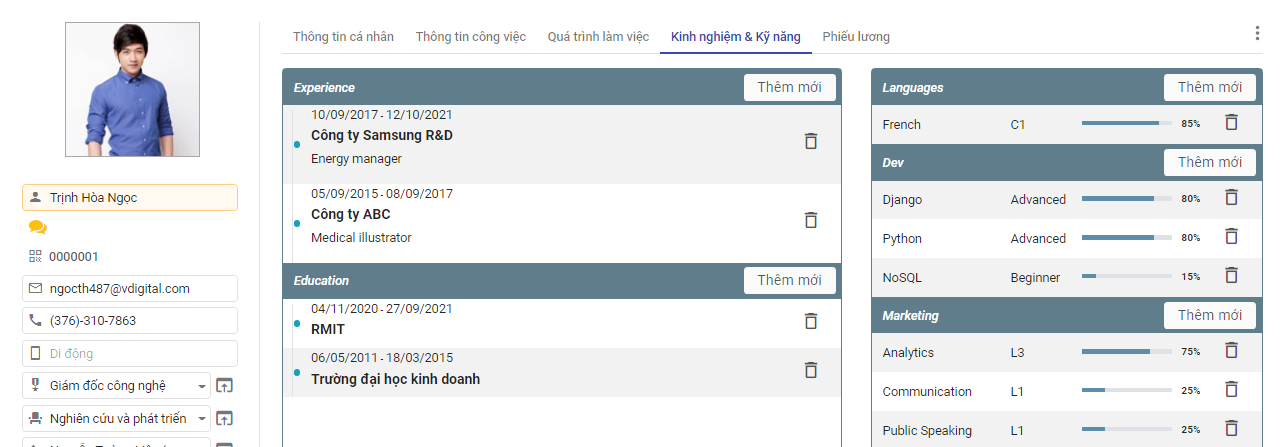 Thông tin cá nhân
Thông tin công việc
Quá trình làm việc
Kinh nghiệm & Kỹ năng
Phiếu lương
Trịnh Hòa Ngọc
0000001
ngocth487@vdigital.com
(376)-310-7863
Di động
Giám đốc công nghệ
Nghiên cứu và phát triển
Experience
Thêm mới
10/09/2017 - 12/10/2021
Công ty Samsung R&D
Energy manager
05/09/2015 - 08/09/2017
Công ty ABC
Medical illustrator
Education
Thêm mới
04/11/2020 - 27/09/2021
RMIT
06/05/2011 - 18/03/2015
Trường đại học kinh doanh
Languages
Thêm mới
French C1 85%
Dev
Thêm mới
Django Advanced 80%
Python Advanced 80%
NoSQL Beginner 15%
Marketing
Thêm mới
Analytics L3 75%
Communication L1 25%
Public Speaking L1 25%